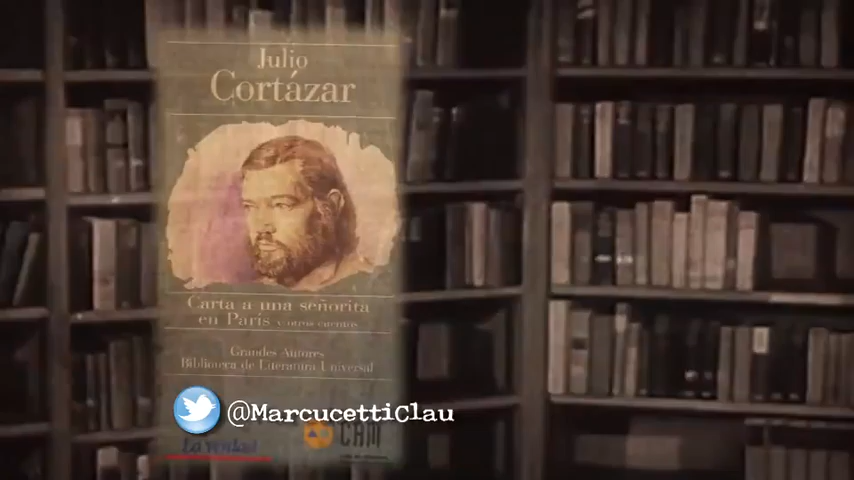 Julio
Cortázar
Carta a una señorita
en París y otros cuentos
Grandes Autores
Biblioteca de Literatura Universal
@MarcucettiClau
La verdad
CAM